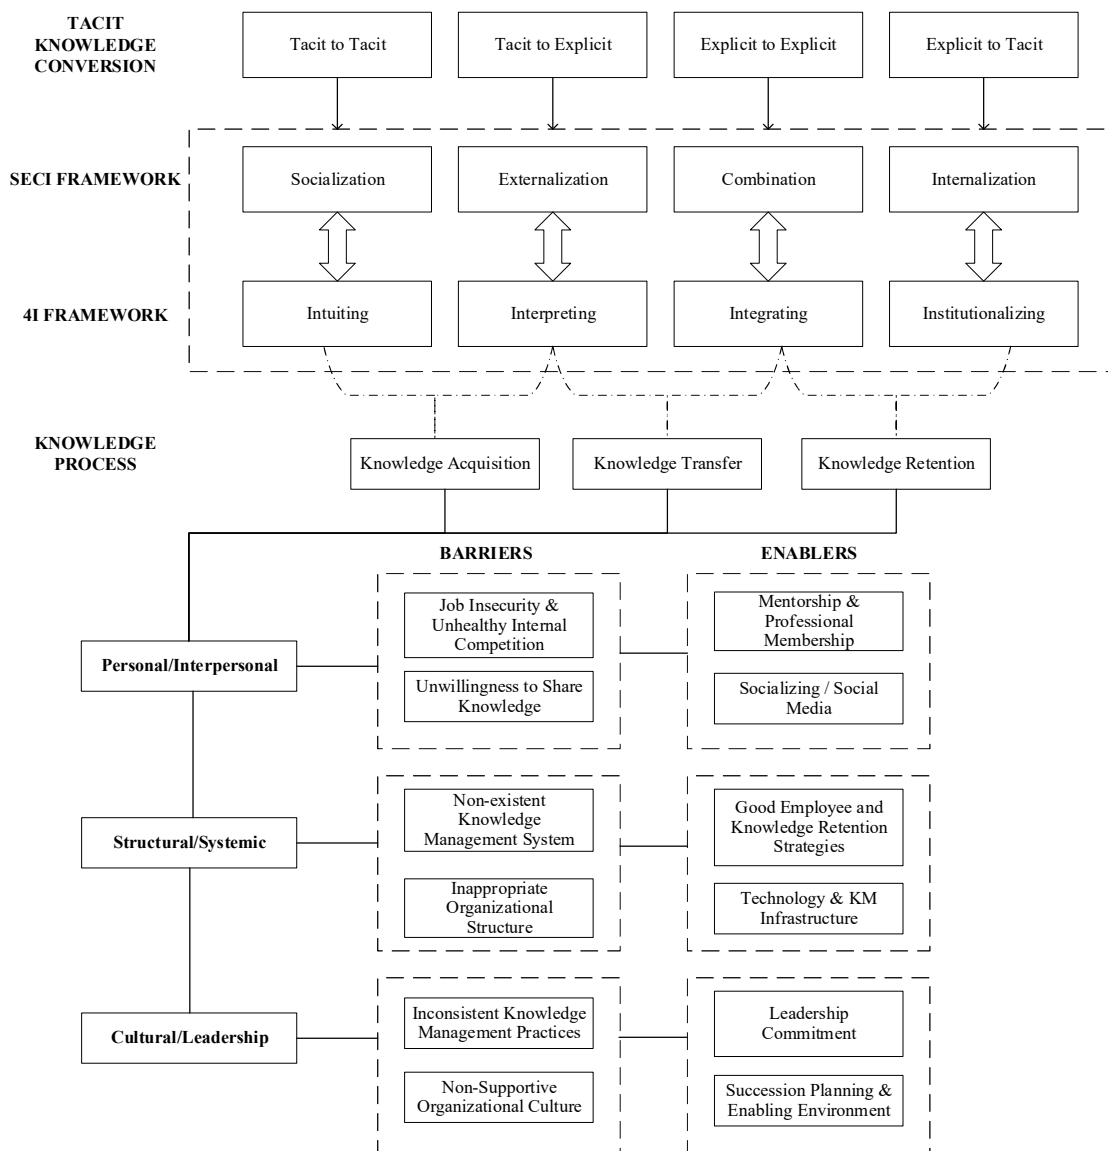 TACIT
KNOWLEDGE
CONVERSION
Tacit to Tacit
Tacit to Explicit
Explicit to Explicit
Explicit to Tacit
SECI FRAMEWORK
Socialization
Externalization
Combination
Internalization
4I FRAMEWORK
Intuiting
Interpreting
Integrating
Institutionalizing
KNOWLEDGE
PROCESS
Knowledge Acquisition
Knowledge Transfer
Knowledge Retention
BARRIERS
ENABLERS
Personal/Interpersonal
Job Insecurity &
Unhealthy Internal
Competition
Unwillingness to Share
Knowledge
Mentorship &
Professional
Membership
Socializing / Social
Media
Structural/Systemic
Non-existent
Knowledge
Management System
Inappropriate
Organizational
Structure
Good Employee and
Knowledge Retention
Strategies
Technology & KM
Infrastructure
Cultural/Leadership
Inconsistent Knowledge
Management Practices
Non-Supportive
Organizational Culture
Leadership
Commitment
Succession Planning &
Enabling Environment